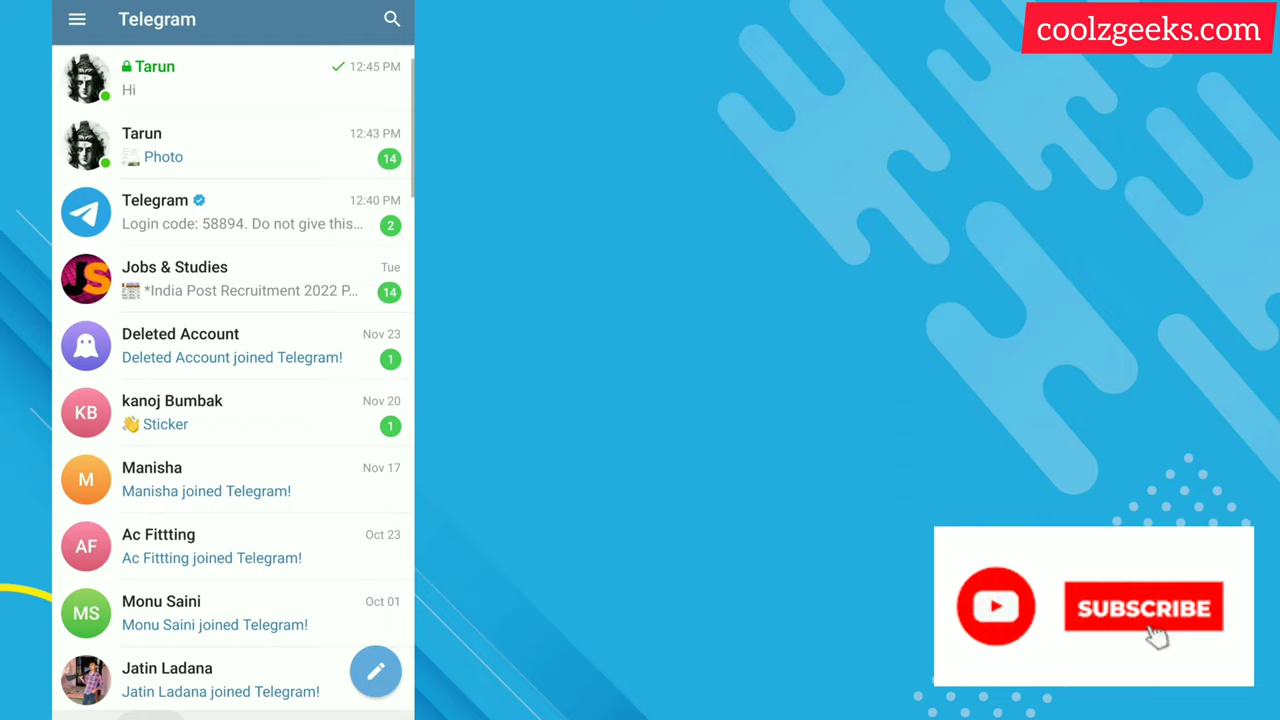 Telegram
coolzgeeks.com
Tarun
12:45 PM
Hi
Tarun
12:43 PM
Photo
14
Telegram
12:40 PM
Login code: 58894. Do not give this...
2
JS
Jobs & Studies
Tue
*India Post Recruitment 2022 P...
14
Deleted Account
Nov 23
Deleted Account joined Telegram!
1
KB
kanoj Bumbak
Nov 20
Sticker
1
M
Manisha
Nov 17
Manisha joined Telegram!
AF
Ac Fittting
Oct 23
Ac Fittting joined Telegram!
MS
Monu Saini
Oct 01
Monu Saini joined Telegram!
Jatin Ladana
Jatin Ladana joined Telegram!
SUBSCRIBE